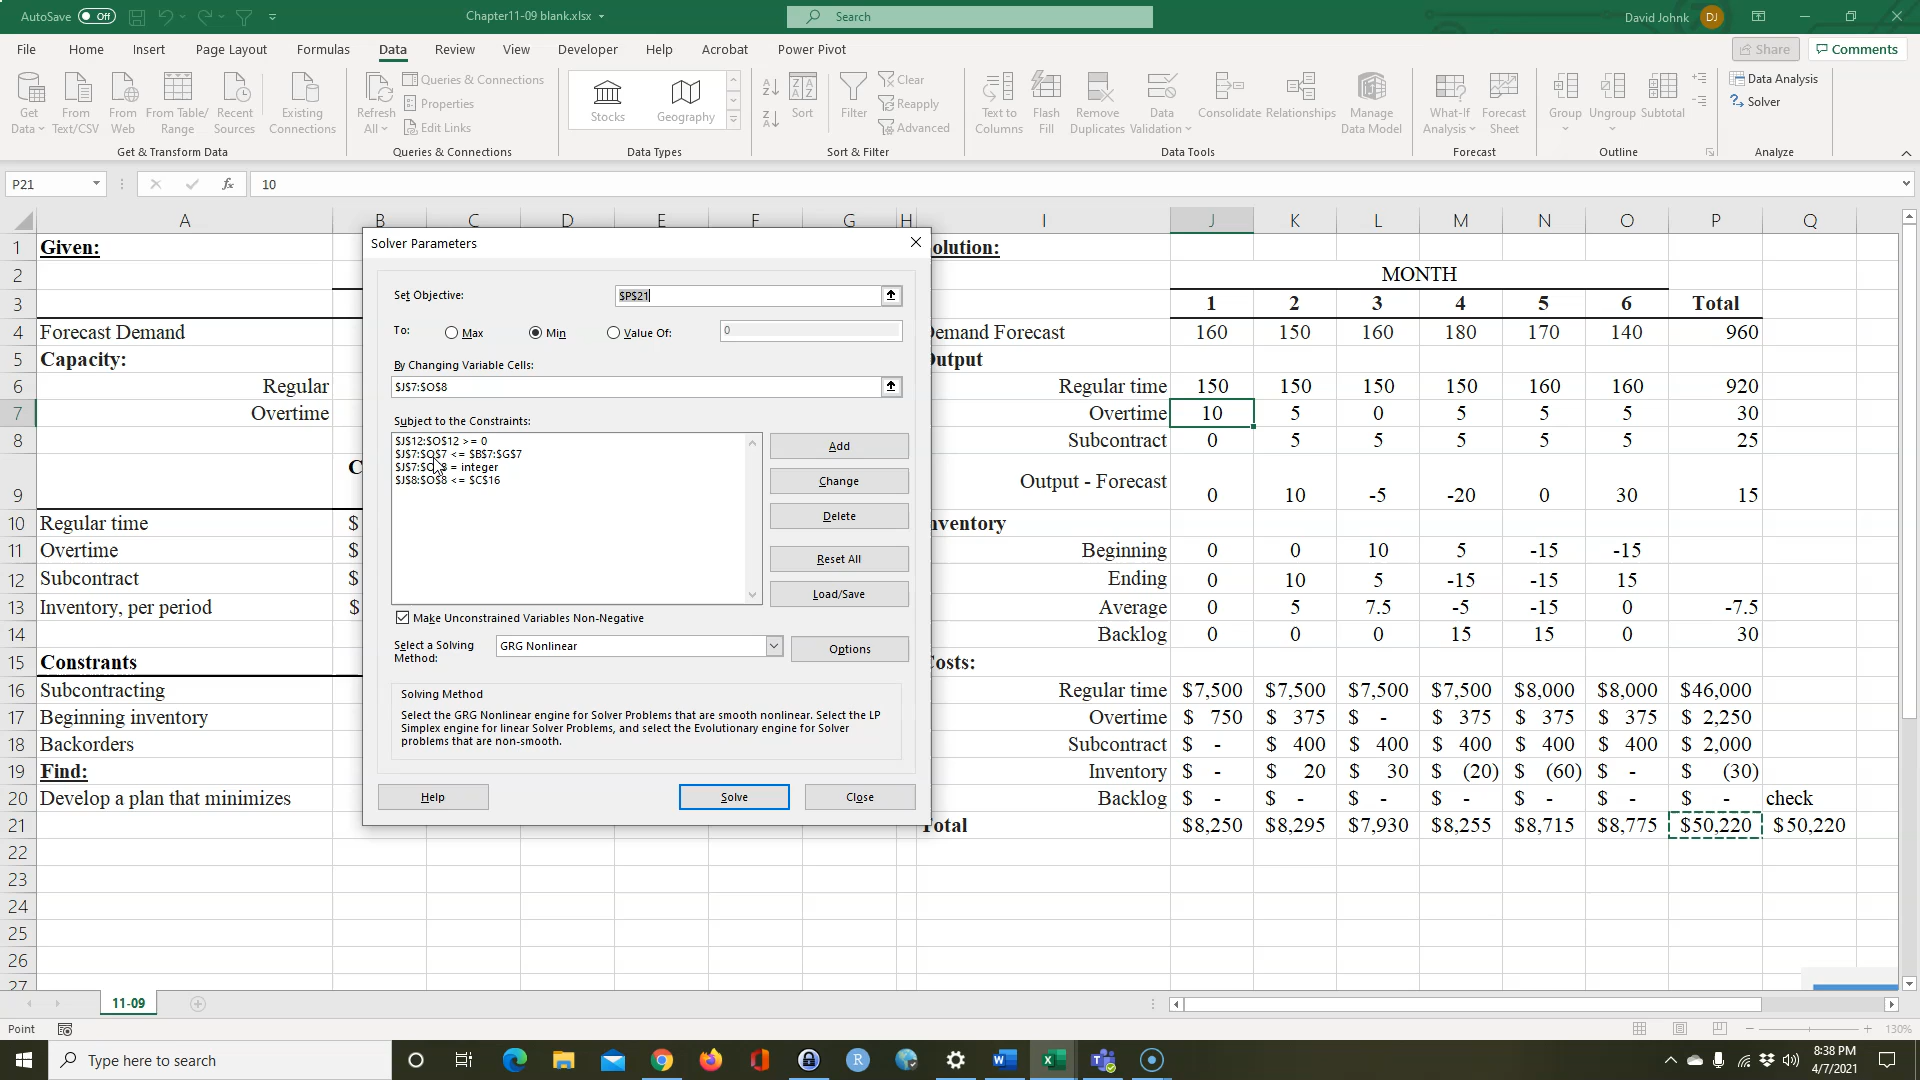 AutoSave Off Chapter11-09 blank.xlsx Search David Johnk DJ
File Home Insert Page Layout Formulas Data Review View Developer Help Acrobat Power Pivot Share Comments
Get Data From Text/CSV From Web From Table/ Range Recent Sources Existing Connections Refresh All Queries & Connections Properties Edit Links Stocks Geography Sort Filter Clear Reapply Advanced Text to Columns Flash Fill Remove Duplicates Data Validation Consolidate Relationships Manage Data Model What-If Analysis Forecast Sheet Group Ungroup Subtotal Data Analysis Solver
Get & Transform Data Queries & Connections Data Types Sort & Filter Data Tools Forecast Outline Analyze
P21 fx 10
A B C D E F G H I J K L M N O P Q
1 Given: olution:
2 MONTH
3 1 2 3 4 5 6 Total
4 Forecast Demand Demand Forecast 160 150 160 180 170 140 960
5 Capacity: Output
6 Regular Regular time 150 150 150 150 160 160 920
7 Overtime Overtime 10 5 0 5 5 5 30
8 Subcontract 0 5 5 5 5 5 25
9 C Output - Forecast 0 10 -5 -20 0 30 15
10 Regular time $ nventory
11 Overtime $ Beginning 0 0 10 5 -15 -15
12 Subcontract $ Ending 0 10 5 -15 -15 15
13 Inventory, per period $ Average 0 5 7.5 -5 -15 0 -7.5
14 Backlog 0 0 0 15 15 0 30
15 Constrants Costs:
16 Subcontracting Regular time $7,500 $7,500 $7,500 $7,500 $8,000 $8,000 $46,000
17 Beginning inventory Overtime $ 750 $ 375 $ - $ 375 $ 375 $ 375 $ 2,250
18 Backorders Subcontract $ - $ 400 $ 400 $ 400 $ 400 $ 400 $ 2,000
19 Find: Inventory $ - $ 20 $ 30 $ (20) $ (60) $ - $ (30)
20 Develop a plan that minimizes Backlog $ - $ - $ - $ - $ - $ - $ - check
21 Total $8,250 $8,295 $7,930 $8,255 $8,715 $8,775 $50,220 $50,220
22
23
24
25
26
27
Solver Parameters
Set Objective: $P$21
To: Max Min Value Of: 0
By Changing Variable Cells:
$J$7:$O$8
Subject to the Constraints:
$J$12:$O$12 >= 0
$J$7:$O$7 <= $B$7:$G$7
$J$7:$O$8 = integer
$J$8:$O$8 <= $C$16
Add
Change
Delete
Reset All
Load/Save
Make Unconstrained Variables Non-Negative
Select a Solving Method: GRG Nonlinear Options
Solving Method
Select the GRG Nonlinear engine for Solver Problems that are smooth nonlinear. Select the LP
Simplex engine for linear Solver Problems, and select the Evolutionary engine for Solver
problems that are non-smooth.
Help Solve Close
11-09
Point 130%
Type here to search 8:38 PM
4/7/2021